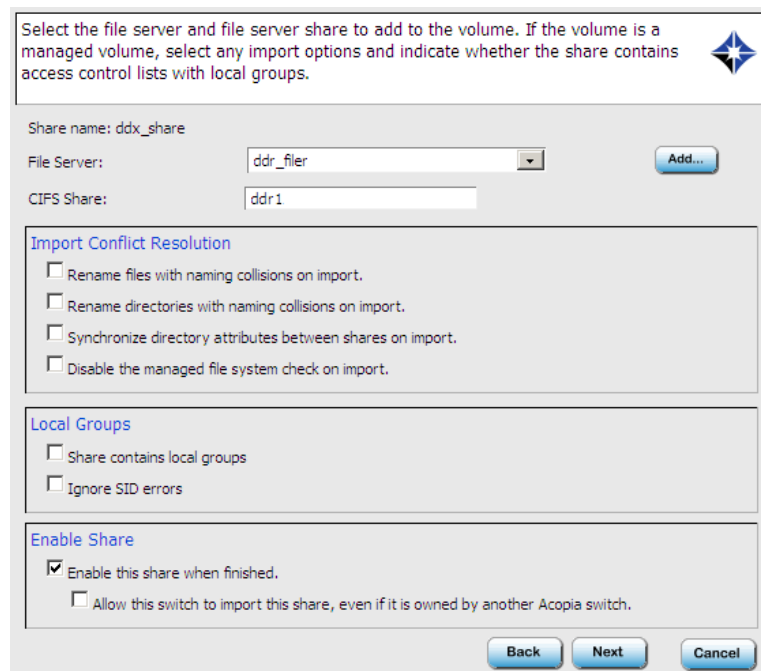 Select the file server and file server share to add to the volume. If the volume is a
managed volume, select any import options and indicate whether the share contains
access control lists with local groups.
Share name: ddx_share
File Server: ddr_filer Add...
CIFS Share: ddr1
Import Conflict Resolution
Rename files with naming collisions on import.
Rename directories with naming collisions on import.
Synchronize directory attributes between shares on import.
Disable the managed file system check on import.
Local Groups
Share contains local groups
Ignore SID errors
Enable Share
Enable this share when finished.
Allow this switch to import this share, even if it is owned by another Acopia switch.
Back Next Cancel